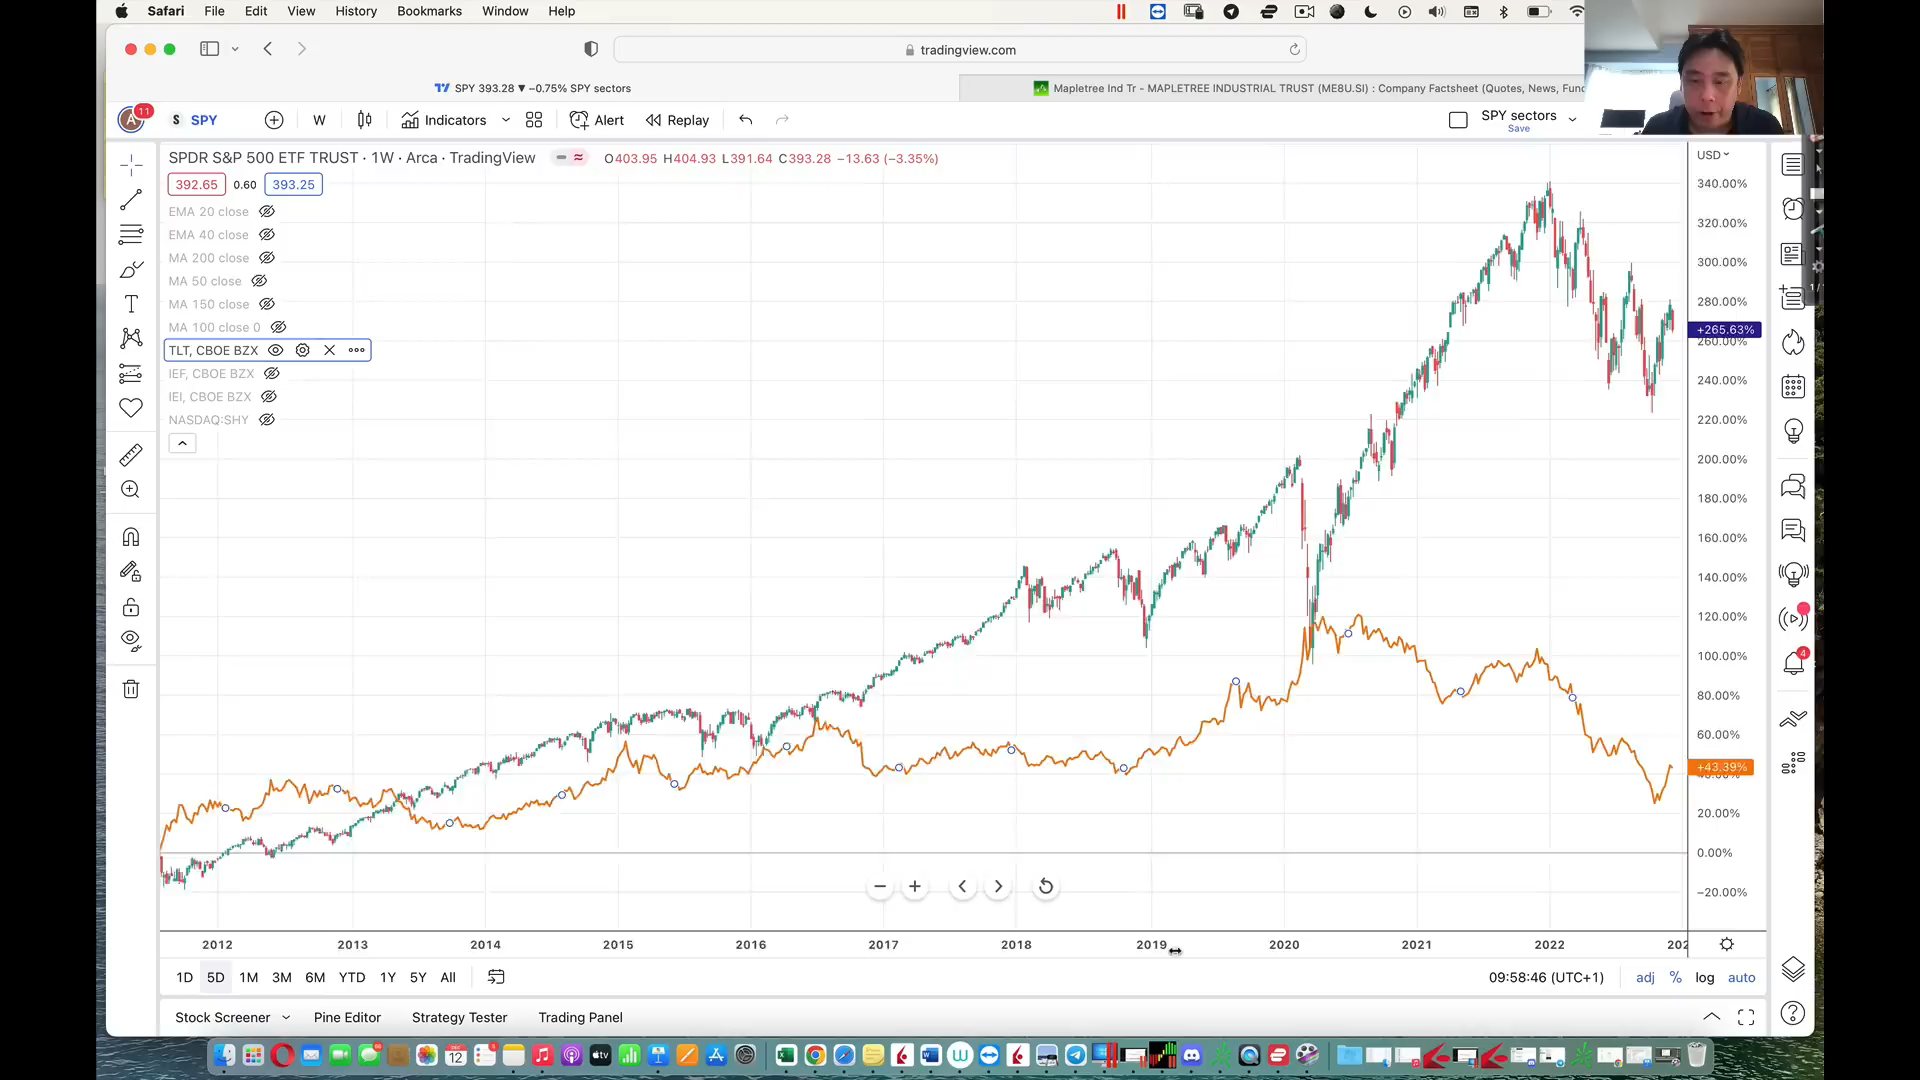 Safari File Edit View History Bookmarks Window Help
tradingview.com
SPY 393.28 ▼ −0.75% SPY sectors
Mapletree Ind Tr - MAPLETREE INDUSTRIAL TRUST (ME8U.SI) : Company Factsheet (Quotes, News, Fun
A 11 S SPY W Indicators Alert Replay SPY sectors
Save
SPDR S&P 500 ETF TRUST · 1W · Arca · TradingView O403.95 H404.93 L391.64 C393.28 −13.63 (−3.35%)
USD
392.65 0.60 393.25
EMA 20 close
EMA 40 close
MA 200 close
MA 50 close
MA 150 close
MA 100 close 0
TLT, CBOE BZX
IEF, CBOE BZX
IEI, CBOE BZX
NASDAQ:SHY
340.00%
320.00%
300.00%
280.00%
+265.63%
260.00%
240.00%
220.00%
200.00%
180.00%
160.00%
140.00%
120.00%
100.00%
80.00%
60.00%
+43.39%
20.00%
0.00%
−20.00%
4
2012 2013 2014 2015 2016 2017 2018 2019 2020 2021 2022 202
1D 5D 1M 3M 6M YTD 1Y 5Y All
09:58:46 (UTC+1) adj % log auto
Stock Screener Pine Editor Strategy Tester Trading Panel